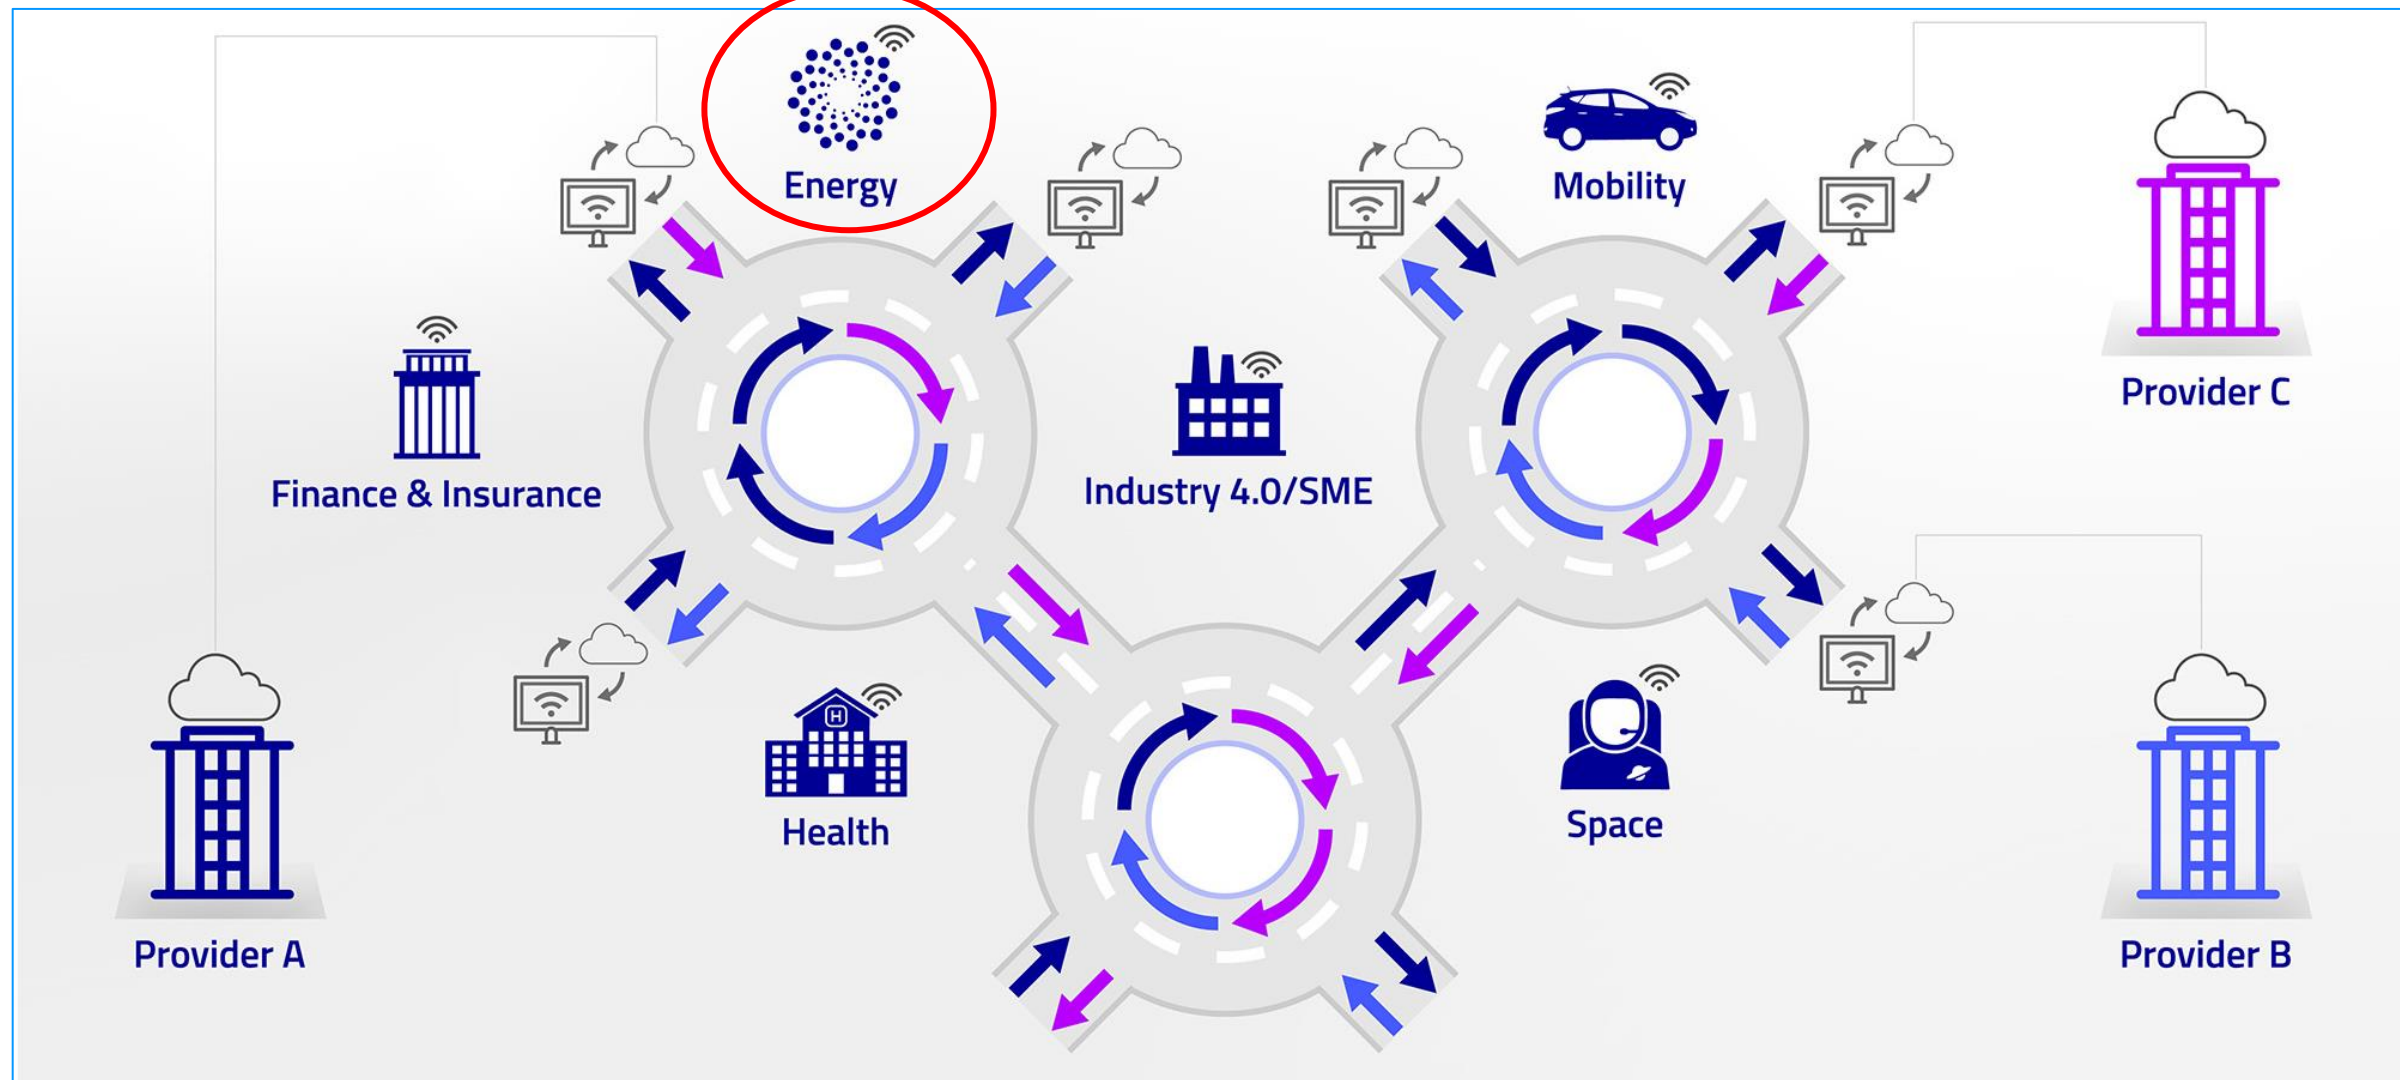 Energy
Mobility
Provider C
Finance & Insurance
Industry 4.0/SME
H
Health
Space
Provider A
Provider B